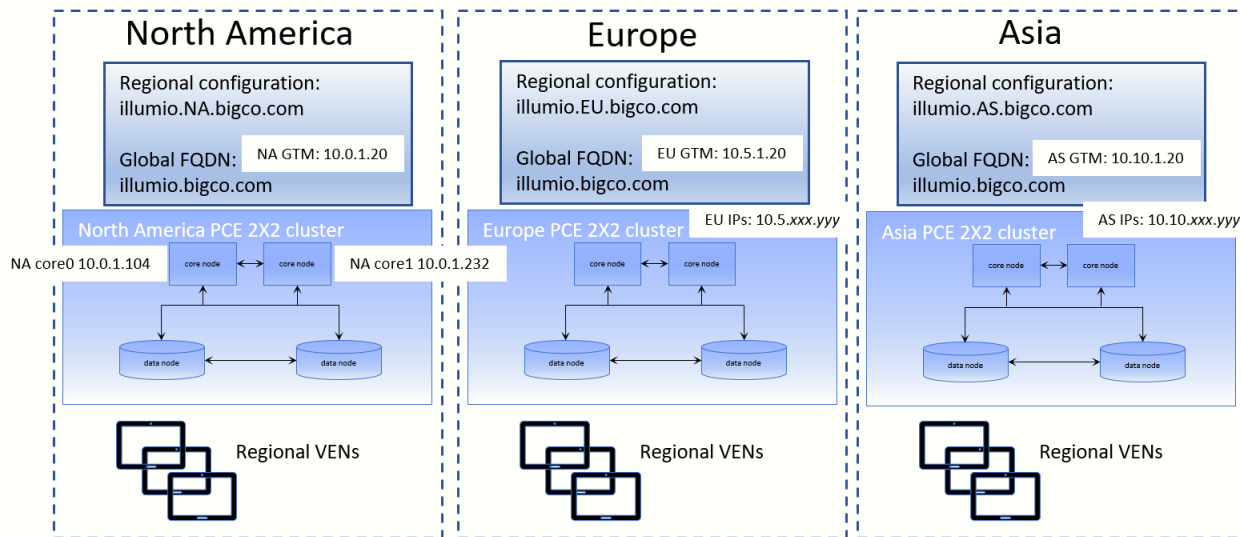 North America
Regional configuration:
illumio.NA.bigco.com
Global FQDN:
NA GTM: 10.0.1.20
illumio.bigco.com
North America PCE 2X2 cluster
NA core0 10.0.1.104
core node
core node
NA core1 10.0.1.232
data node
data node
Regional VENs
Europe
Regional configuration:
illumio.EU.bigco.com
Global FQDN:
EU GTM: 10.5.1.20
illumio.bigco.com
EU IPs: 10.5.xxx.yyy
Europe PCE 2X2 cluster
core node
core node
data node
data node
Regional VENs
Asia
Regional configuration:
illumio.AS.bigco.com
Global FQDN:
AS GTM: 10.10.1.20
illumio.bigco.com
AS IPs: 10.10.xxx.yyy
Asia PCE 2X2 cluster
core node
core node
data node
data node
Regional VENs